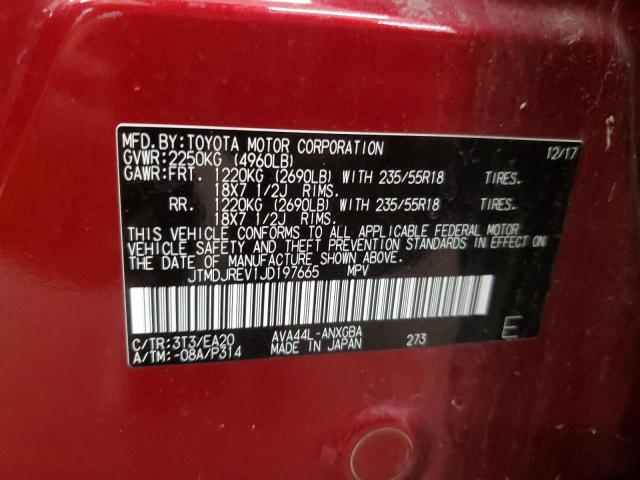 MFD.BY:TOYOTA MOTOR CORPORATION 12/17
GVWR:2250KG (4960LB)
GAWR:FRT. 1220KG (2690LB) WITH 235/55R18 TIRES.
18X7 1/2J RIMS.
RR. 1220KG (2690LB) WITH 235/55R18 TIRES.
18X7 1/2J RIMS.
THIS VEHICLE CONFORMS TO ALL APPLICABLE FEDERAL MOTOR
VEHICLE SAFETY AND THEFT PREVENTION STANDARDS IN EFFECT ON
THE DATE OF MANUFACTURE SHOWN ABOVE.
JTMDJREV1JD197665 MPV
C/TR:3T3/EA20 AVA44L-ANXGBA 273
A/TM:-08A/P314 MADE IN JAPAN E